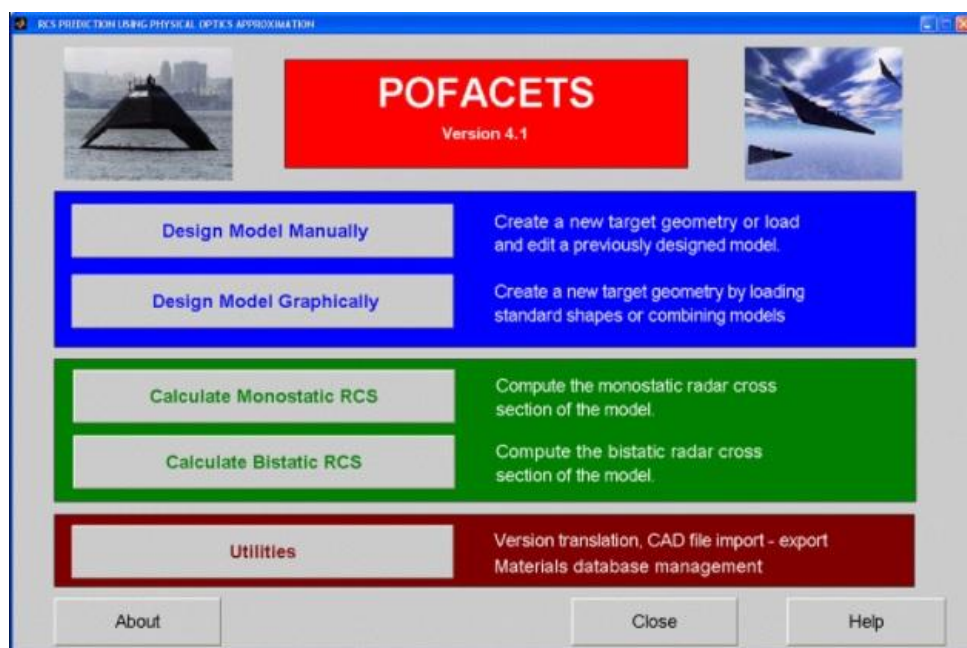 RCS PREDICTION USING PHYSICAL OPTICS APPROXIMATION
POFACETS
Version 4.1
Design Model Manually
Create a new target geometry or load
and edit a previously designed model.
Design Model Graphically
Create a new target geometry by loading
standard shapes or combining models
Calculate Monostatic RCS
Compute the monostatic radar cross
section of the model.
Calculate Bistatic RCS
Compute the bistatic radar cross
section of the model.
Utilities
Version translation, CAD file import - export
Materials database management
About
Close
Help